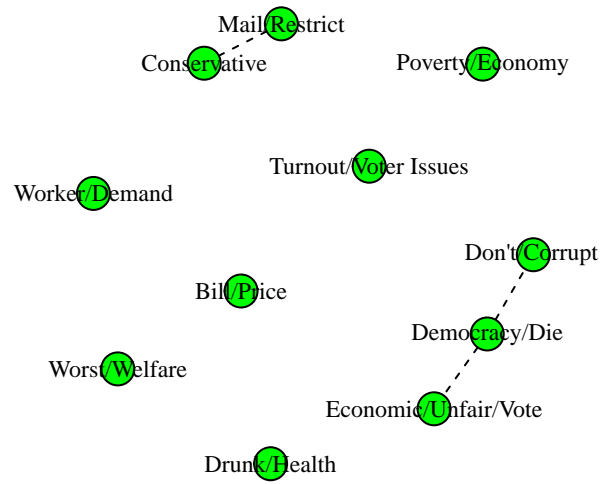 Mail/Restrict
Conservative
Poverty/Economy
Turnout/Voter Issues
Worker/Demand
Don't/Corrupt
Bill/Price
Democracy/Die
Worst/Welfare
Economic/Unfair/Vote
Drunk/Health